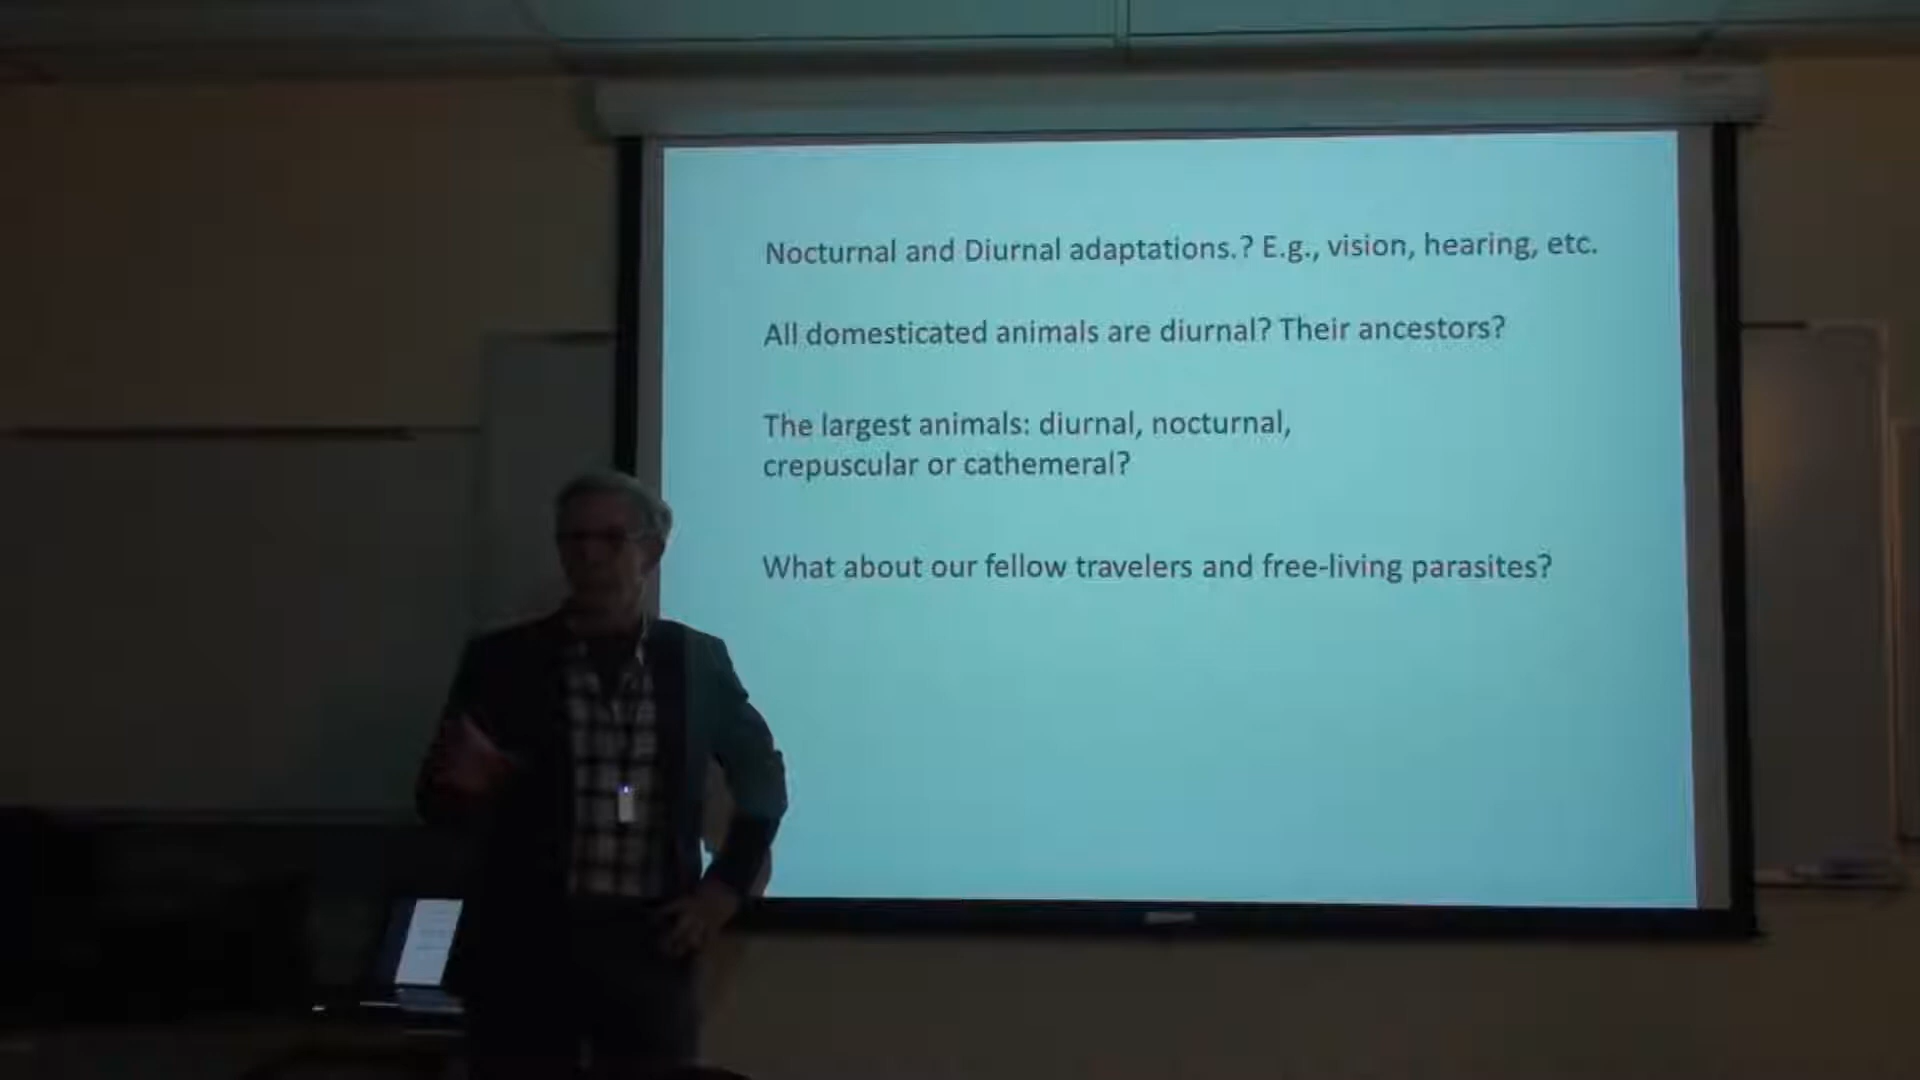 Nocturnal and Diurnal adaptations.? E.g., vision, hearing, etc.
All domesticated animals are diurnal? Their ancestors?
The largest animals: diurnal, nocturnal,
crepuscular or cathemeral?
What about our fellow travelers and free-living parasites?